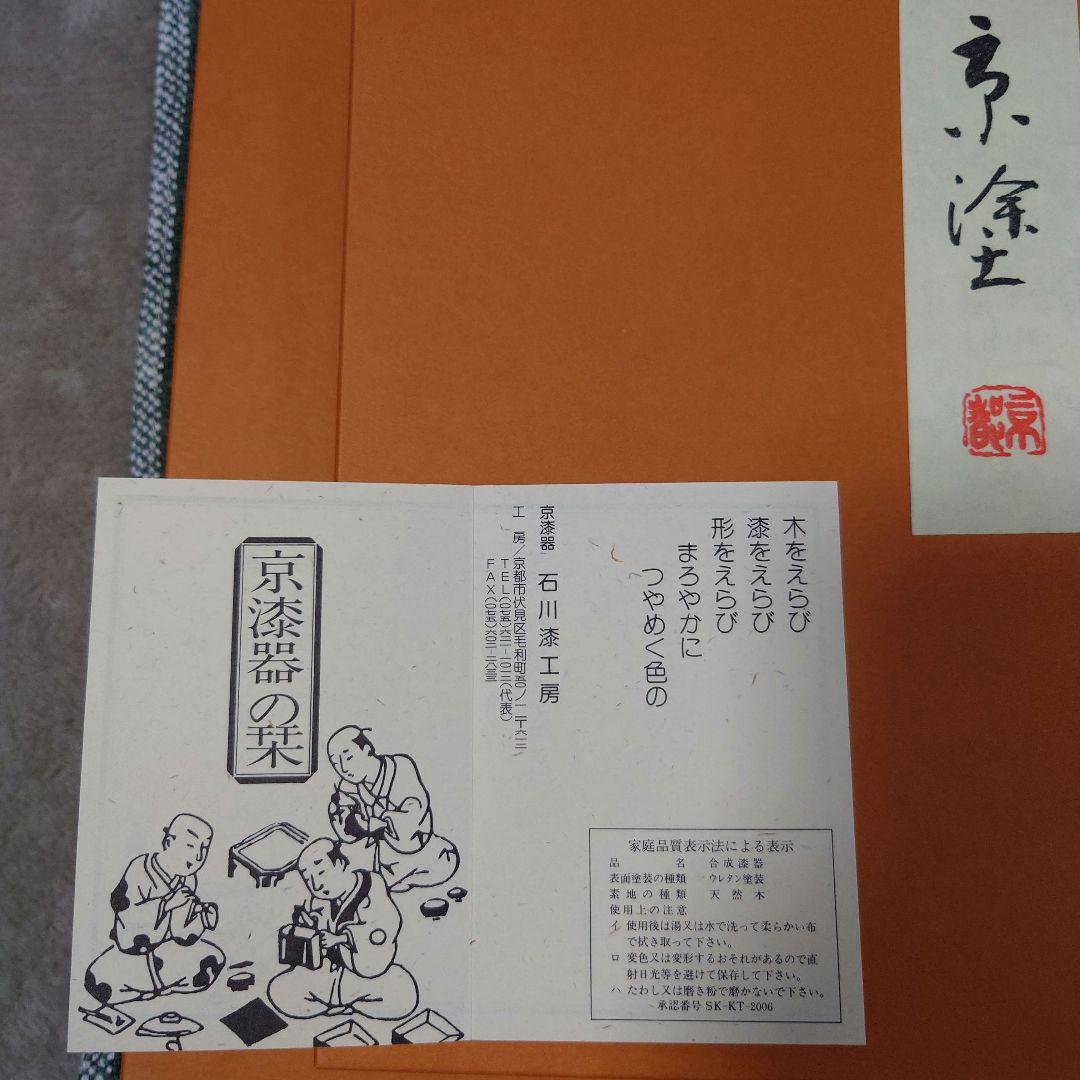 京塗
京都
木をえらび
漆をえらび
形をえらび
まろやかに
つやめく色の
京漆器 石川漆工房
工 房/京都市伏見区毛利町
TEL
(代表)
FAX
京漆器の栞
家庭品質表示法による表示
品名 合成漆器
表面塗装の種類 ウレタン塗装
素地の種類 天然木
使用上の注意
イ 使用後は湯又は水で洗って柔らかい布
で拭き取って下さい。
ロ 変色又は変形するおそれがあるので直
射日光等を避けて保存して下さい。
ハ たわし又は磨き粉で磨かないで下さい。
承認番号 SK-KT-2006